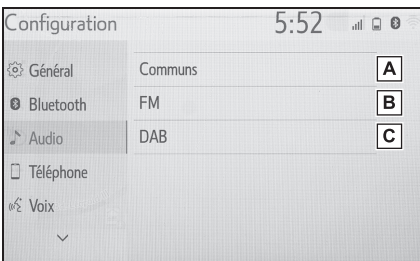 Configuration 5:52
Général
Communs A
Bluetooth
FM B
Audio
DAB C
Téléphone
Voix